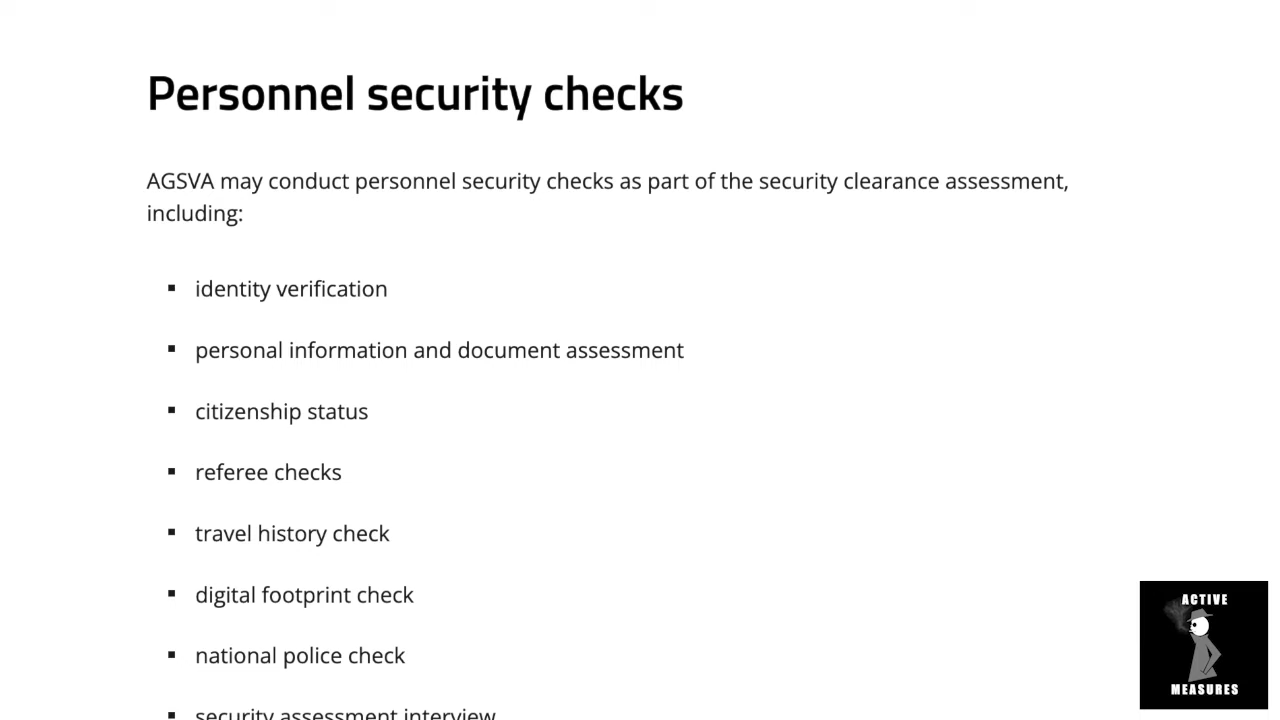 Personnel security checks
AGSVA may conduct personnel security checks as part of the security clearance assessment,
including:
identity verification
personal information and document assessment
citizenship status
referee checks
travel history check
digital footprint check
national police check
security assessment interview
ACTIVE
MEASURES